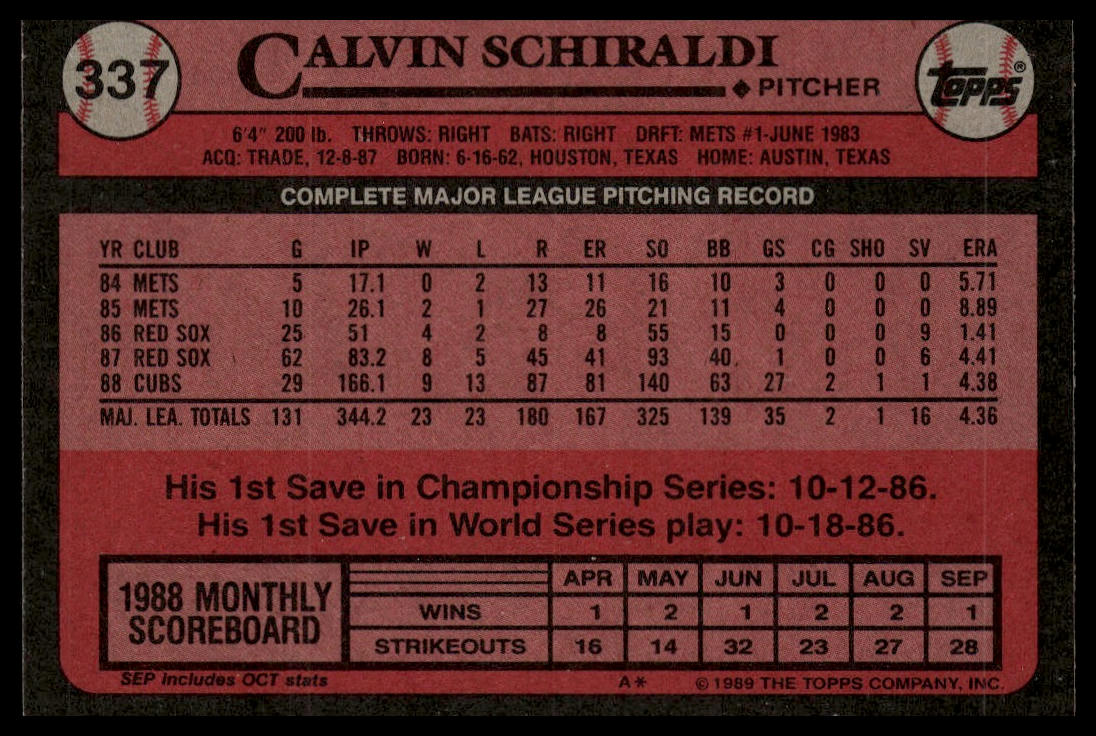 337
CALVIN SCHIRALDI
◆ PITCHER
TOPPS®
6'4" 200 lb. THROWS: RIGHT BATS: RIGHT DRFT: METS #1-JUNE 1983
ACQ: TRADE, 12-8-87 BORN: 6-16-62, HOUSTON, TEXAS HOME: AUSTIN, TEXAS
COMPLETE MAJOR LEAGUE PITCHING RECORD
YR CLUB G IP W L R ER SO BB GS CG SHO SV ERA
84 METS 5 17.1 0 2 13 11 16 10 3 0 0 0 5.71
85 METS 10 26.1 2 1 27 26 21 11 4 0 0 0 8.89
86 RED SOX 25 51 4 2 8 8 55 15 0 0 0 9 1.41
87 RED SOX 62 83.2 8 5 45 41 93 40 1 0 0 6 4.41
88 CUBS 29 166.1 9 13 87 81 140 63 27 2 1 1 4.38
MAJ. LEA. TOTALS 131 344.2 23 23 180 167 325 139 35 2 1 16 4.36
His 1st Save in Championship Series: 10-12-86.
His 1st Save in World Series play: 10-18-86.
1988 MONTHLY
SCOREBOARD
APR MAY JUN JUL AUG SEP
WINS 1 2 1 2 2 1
STRIKEOUTS 16 14 32 23 27 28
SEP includes OCT stats
A* © 1989 THE TOPPS COMPANY, INC.